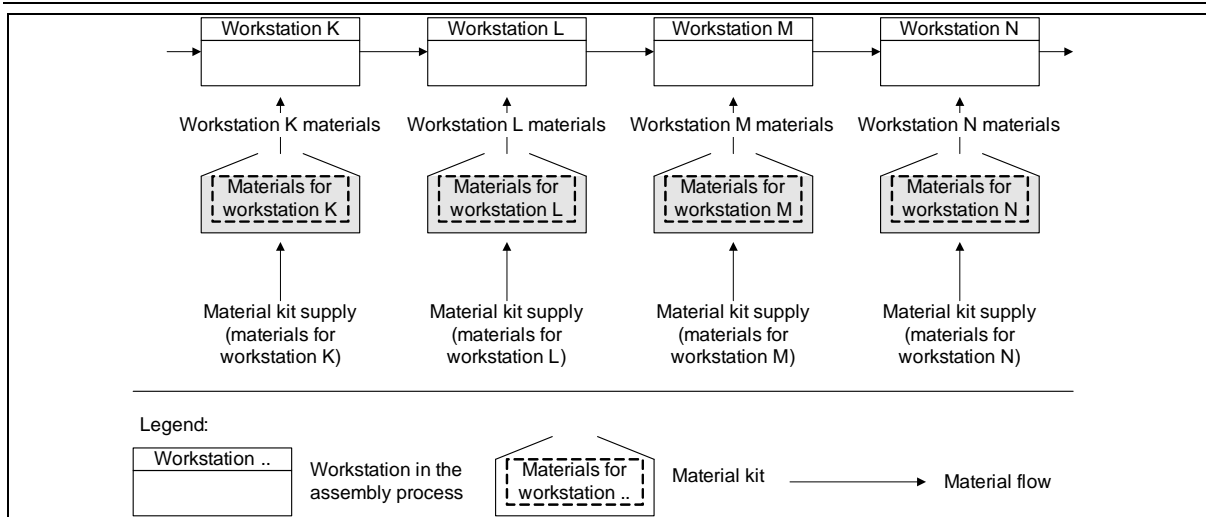 Workstation K
Workstation L
Workstation M
Workstation N
Workstation K materials
Workstation L materials
Workstation M materials
Workstation N materials
Materials for
workstation K
Materials for
workstation L
Materials for
workstation M
Materials for
workstation N
Material kit supply
(materials for
workstation K)
Material kit supply
(materials for
workstation L)
Material kit supply
(materials for
workstation M)
Material kit supply
(materials for
workstation N)
Legend:
Workstation ..
Workstation in the
assembly process
Materials for
workstation ..
Material kit
Material flow